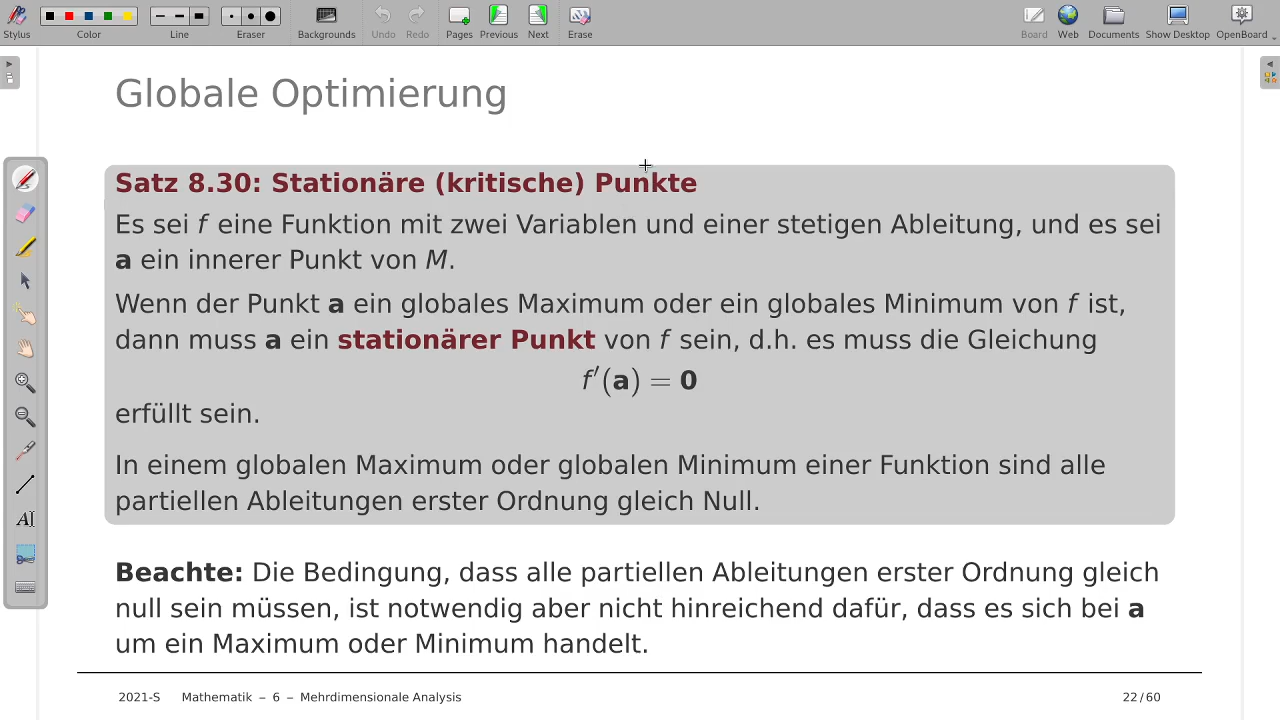 Stylus Color Line Eraser Backgrounds Undo Redo Pages Previous Next Erase Board Web Documents Show Desktop OpenBoard
Globale Optimierung
Satz 8.30: Stationäre (kritische) Punkte
Es sei f eine Funktion mit zwei Variablen und einer stetigen Ableitung, und es sei
a ein innerer Punkt von M.
Wenn der Punkt a ein globales Maximum oder ein globales Minimum von f ist,
dann muss a ein stationärer Punkt von f sein, d.h. es muss die Gleichung
f′(a) = 0
erfüllt sein.
In einem globalen Maximum oder globalen Minimum einer Funktion sind alle
partiellen Ableitungen erster Ordnung gleich Null.
Beachte: Die Bedingung, dass alle partiellen Ableitungen erster Ordnung gleich
null sein müssen, ist notwendig aber nicht hinreichend dafür, dass es sich bei a
um ein Maximum oder Minimum handelt.
2021-S Mathematik – 6 – Mehrdimensionale Analysis 22/60